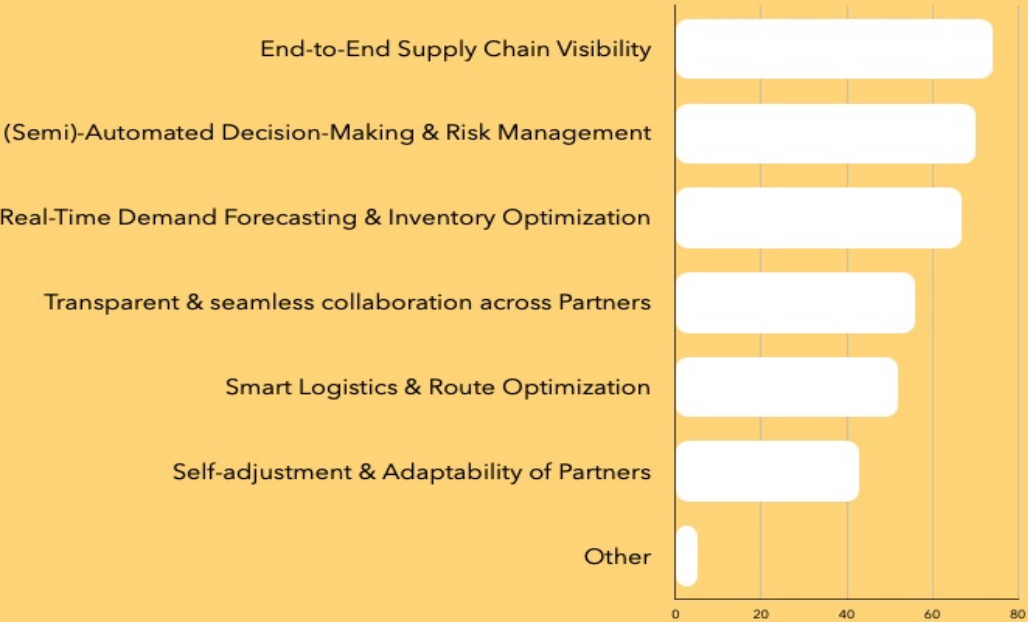 End-to-End Supply Chain Visibility
(Semi)-Automated Decision-Making & Risk Management
Real-Time Demand Forecasting & Inventory Optimization
Transparent & seamless collaboration across Partners
Smart Logistics & Route Optimization
Self-adjustment & Adaptability of Partners
Other
0 20 40 60 80